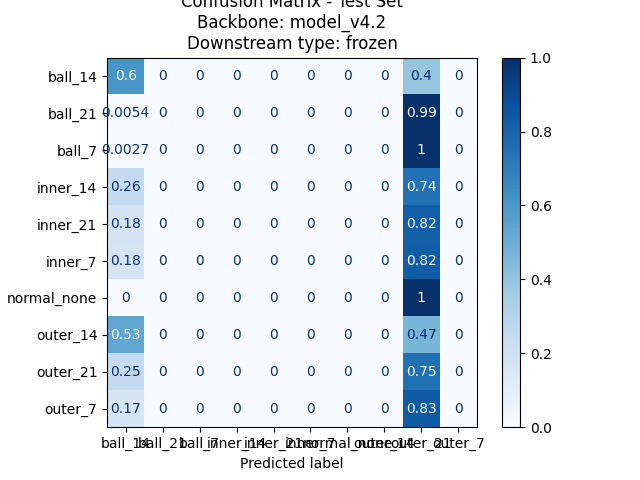 Confusion Matrix - Test Set
Backbone: model_v4.2
Downstream type: frozen
ball_14 0.6 0 0 0 0 0 0 0 0.4 0
ball_21 0.0054 0 0 0 0 0 0 0 0.99 0
ball_7 0.0027 0 0 0 0 0 0 0 1 0
inner_14 0.26 0 0 0 0 0 0 0 0.74 0
inner_21 0.18 0 0 0 0 0 0 0 0.82 0
inner_7 0.18 0 0 0 0 0 0 0 0.82 0
normal_none 0 0 0 0 0 0 0 0 1 0
outer_14 0.53 0 0 0 0 0 0 0 0.47 0
outer_21 0.25 0 0 0 0 0 0 0 0.75 0
outer_7 0.17 0 0 0 0 0 0 0 0.83 0
ball_14 ball_21 ball_7 inner_14 inner_21 inner_7 normal_none outer_14 outer_21 outer_7
Predicted label
1.0
0.8
0.6
0.4
0.2
0.0